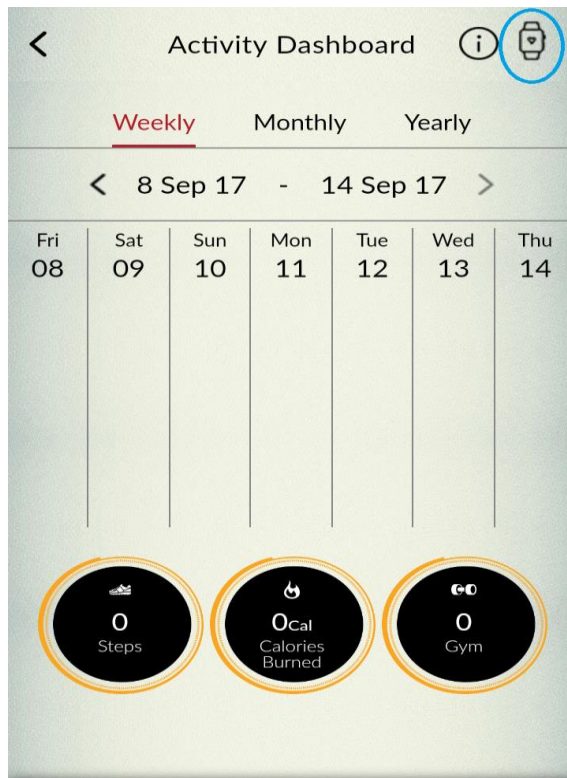 Activity Dashboard
Weekly Monthly Yearly
8 Sep 17 - 14 Sep 17
Fri Sat Sun Mon Tue Wed Thu
08 09 10 11 12 13 14
0 0Cal 0
Steps Calories Gym
Burned